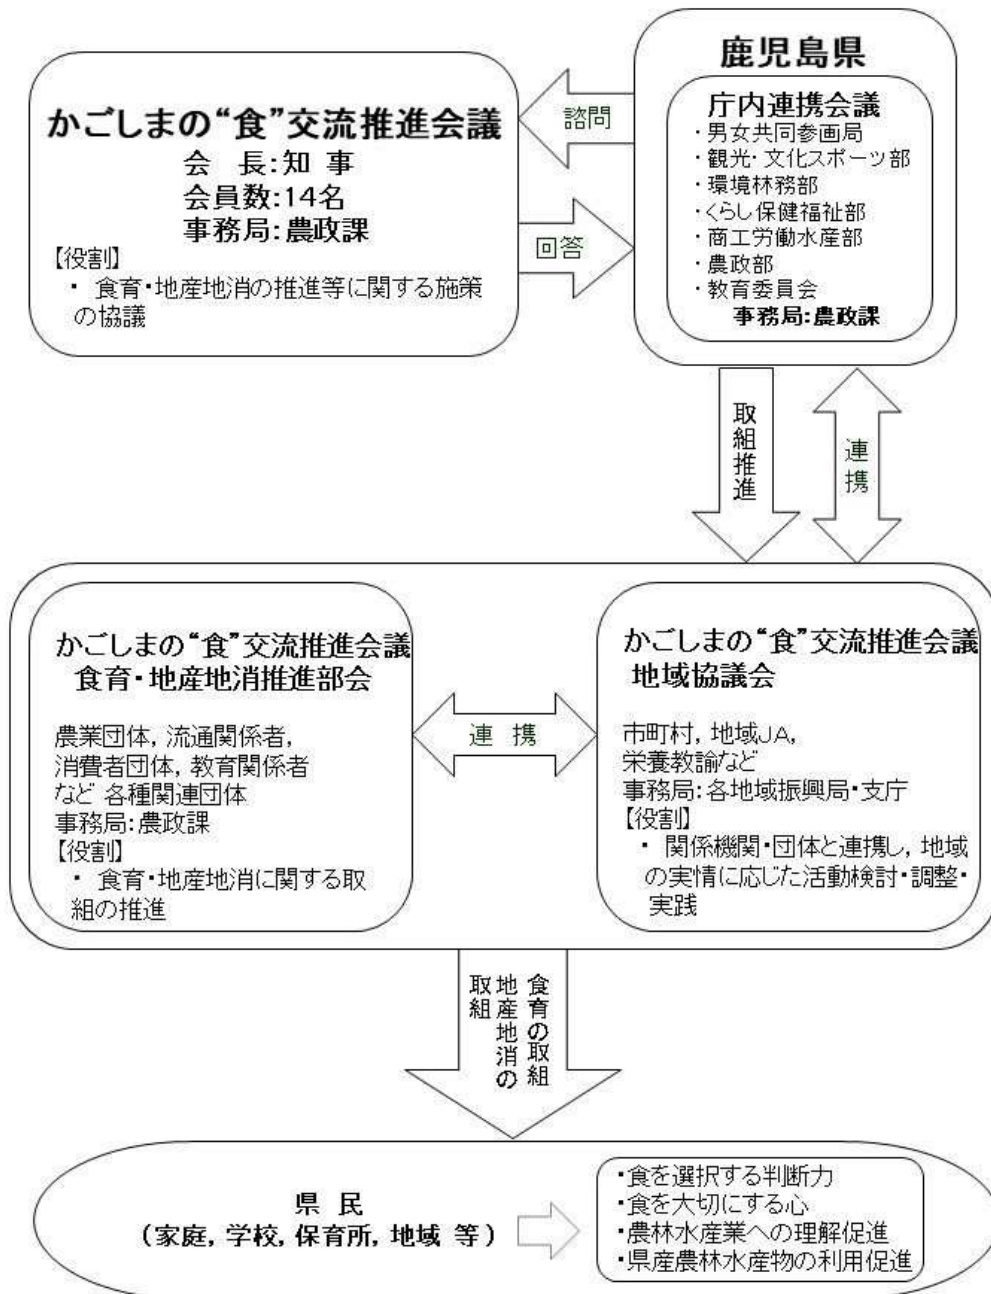 かごしまの“食”交流推進会議
会　長:知 事
会員数:14名
事務局:農政課
【役割】
・ 食育・地産地消の推進等に関する施策
の協議
諮問
回答
鹿児島県
庁内連携会議
・男女共同参画局
・観光・文化スポーツ部
・環境林務部
・くらし保健福祉部
・商工労働水産部
・農政部
・教育委員会
事務局:農政課
取組推進
連携
かごしまの“食”交流推進会議
食育・地産地消推進部会
農業団体, 流通関係者,
消費者団体, 教育関係者
など 各種関連団体
事務局:農政課
【役割】
・ 食育・地産地消に関する取
組の推進
連 携
かごしまの“食”交流推進会議
地域協議会
市町村, 地域JA,
栄養教諭など
事務局:各地域振興局・支庁
【役割】
・ 関係機関・団体と連携し, 地域
の実情に応じた活動検討・調整・
実践
食育の取組
地産地消の
取組
県 民
（家庭, 学校, 保育所, 地域 等）
・食を選択する判断力
・食を大切にする心
・農林水産業への理解促進
・県産農林水産物の利用促進